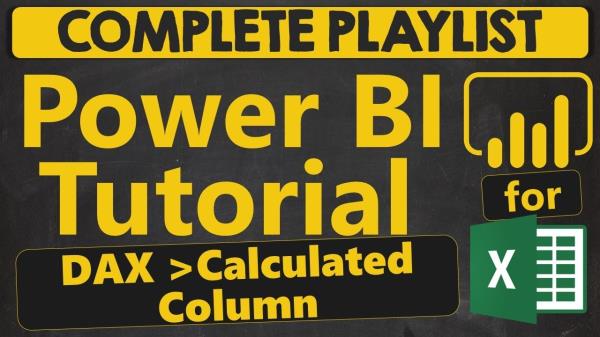 COMPLETE PLAYLIST
Power BI
Tutorial
for
X
DAX >Calculated
Column